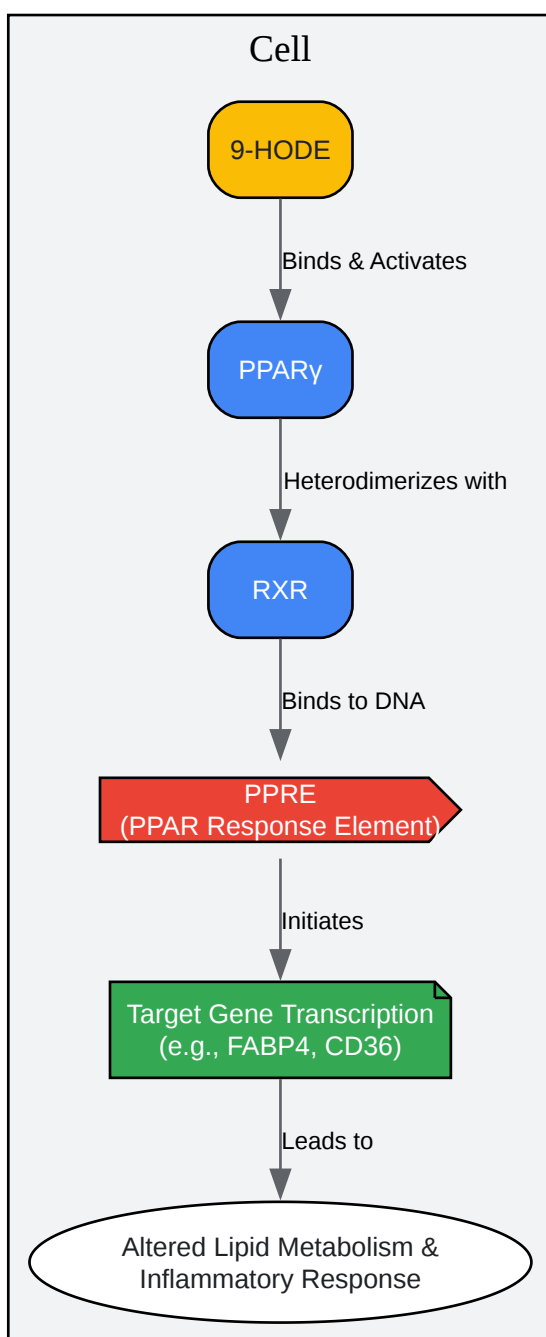 Cell
9-HODE
Binds & Activates
PPARγ
Heterodimerizes with
RXR
Binds to DNA
PPRE
(PPAR Response Element)
Initiates
Target Gene Transcription
(e.g., FABP4, CD36)
Leads to
Altered Lipid Metabolism &
Inflammatory Response